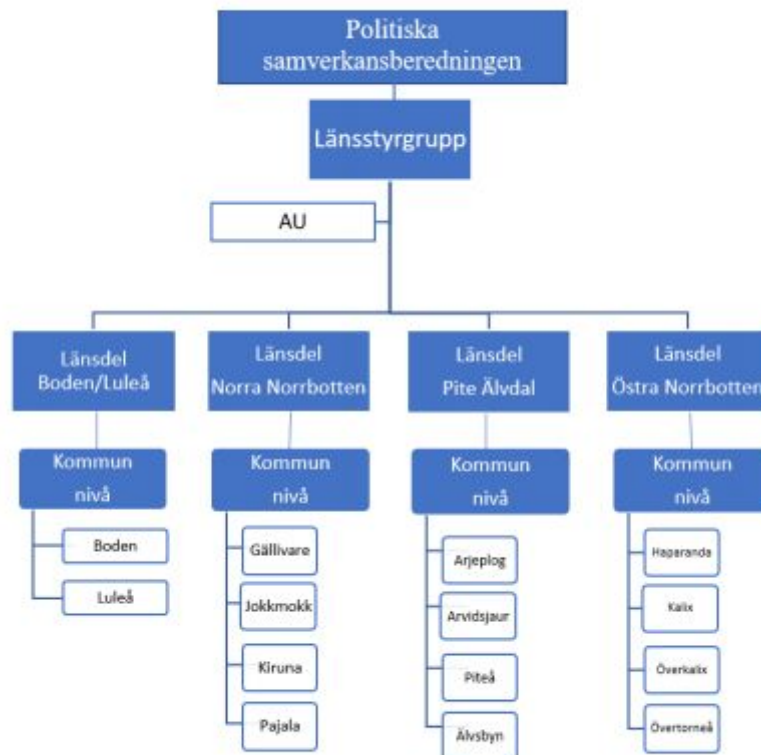 Politiska
samverkansberedningen
Länsstyrgrupp
AU
Länsdel
Boden/Luleå
Kommun
nivå
Boden
Luleå
Länsdel
Norra Norrbotten
Kommun
nivå
Gällivare
Jokkmokk
Kiruna
Pajala
Länsdel
Pite Älvdal
Kommun
nivå
Arjeplog
Arvidsjaur
Piteå
Älvsbyn
Länsdel
Östra Norrbotten
Kommun
nivå
Haparanda
Kalix
Överkalix
Övertorneå